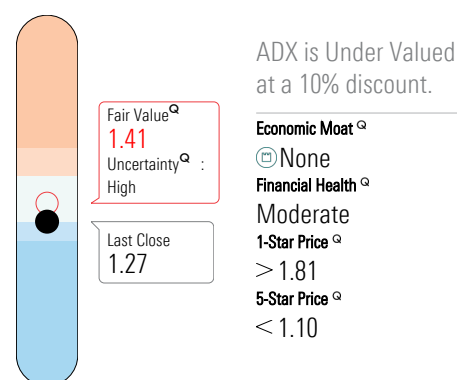 Fair Value Q
1.41
Uncertainty Q :
High
Last Close
1.27
ADX is Under Valued
at a 10% discount.
Economic Moat Q
None
Financial Health Q
Moderate
1-Star Price Q
>1.81
5-Star Price Q
<1.10